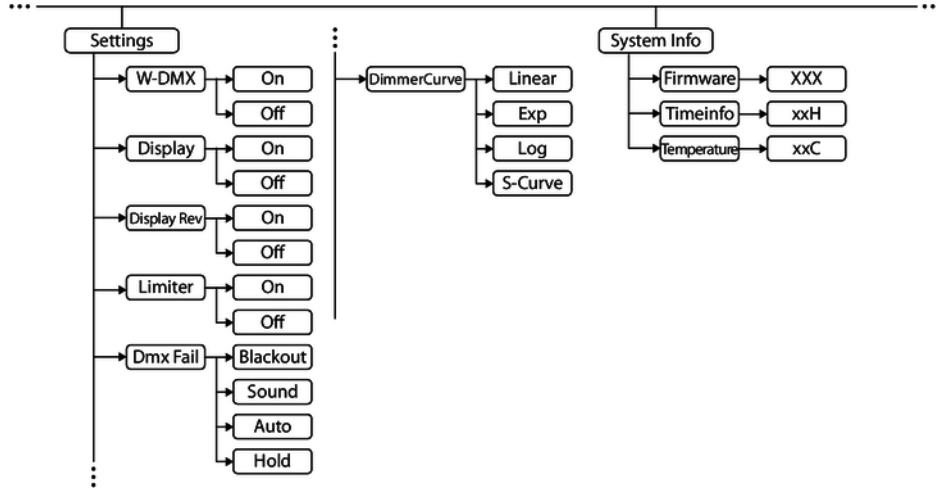 Settings
W-DMX
On
Off
Display
On
Off
Display Rev
On
Off
Limiter
On
Off
Dmx Fail
Blackout
Sound
Auto
Hold
DimmerCurve
Linear
Exp
Log
S-Curve
System Info
Firmware
XXX
Timeinfo
xxH
Temperature
xxC